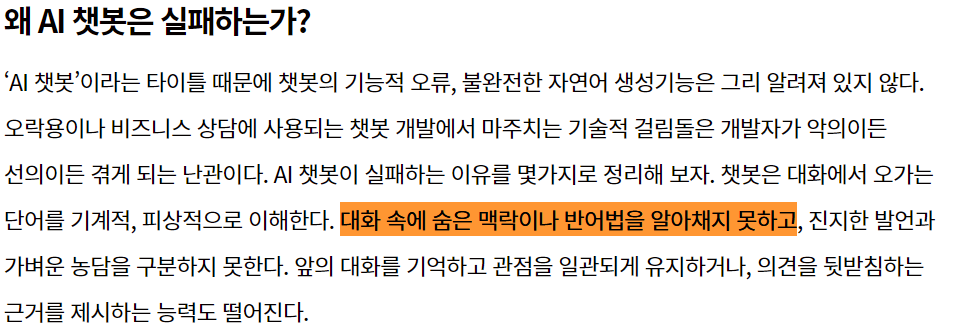 왜 AI 챗봇은 실패하는가?
‘AI 챗봇’이라는 타이틀 때문에 챗봇의 기능적 오류, 불완전한 자연어 생성기능은 그리 알려져 있지 않다.
오락용이나 비즈니스 상담에 사용되는 챗봇 개발에서 마주치는 기술적 걸림돌은 개발자가 악의이든
선의이든 겪게 되는 난관이다. AI 챗봇이 실패하는 이유를 몇가지로 정리해 보자. 챗봇은 대화에서 오가는
단어를 기계적, 피상적으로 이해한다. 대화 속에 숨은 맥락이나 반어법을 알아채지 못하고, 진지한 발언과
가벼운 농담을 구분하지 못한다. 앞의 대화를 기억하고 관점을 일관되게 유지하거나, 의견을 뒷받침하는
근거를 제시하는 능력도 떨어진다.